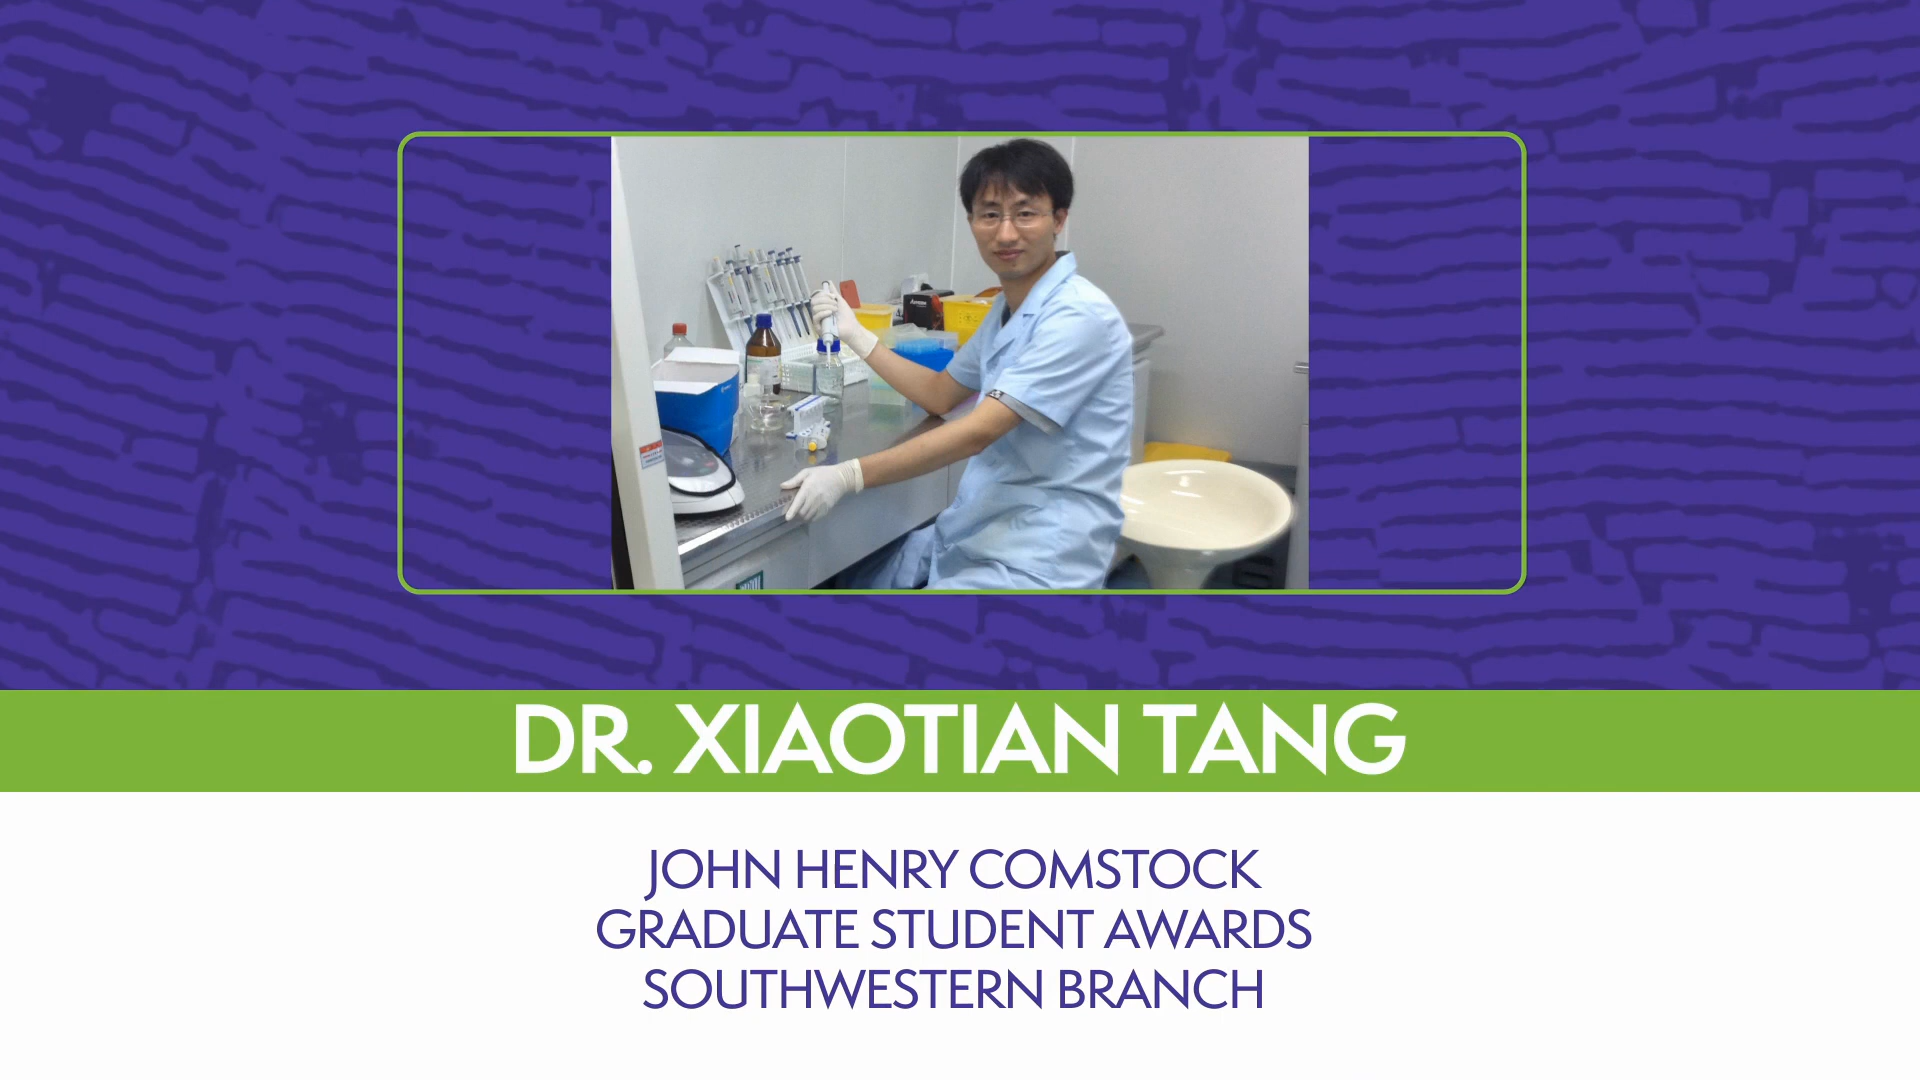 DR. XIAOTIAN TANG
JOHN HENRY COMSTOCK
GRADUATE STUDENT AWARDS
SOUTHWESTERN BRANCH